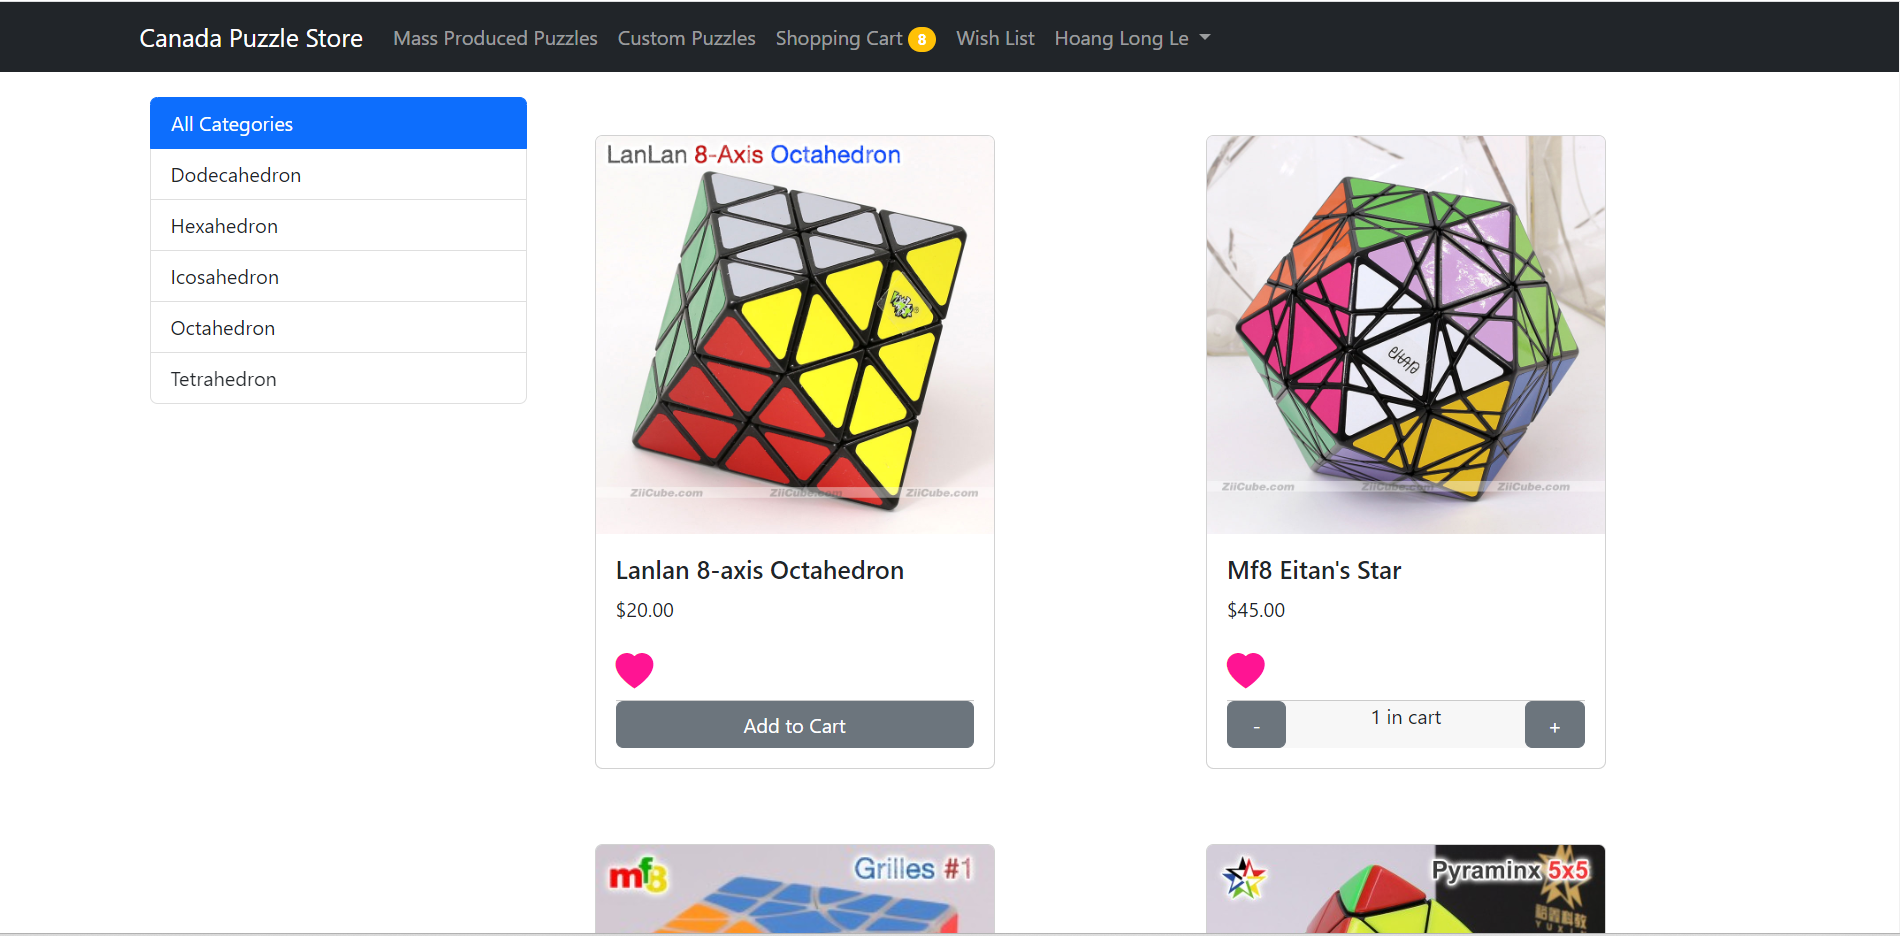 Canada Puzzle Store Mass Produced Puzzles Custom Puzzles Shopping Cart 8 Wish List Hoang Long Le
All Categories
Dodecahedron
Hexahedron
Icosahedron
Octahedron
Tetrahedron
LanLan 8-Axis Octahedron
ZiiCube.com ZiiCube.com ZiiCube.com
Lanlan 8-axis Octahedron
$20.00
Add to Cart
eitan
ZiiCube.com ZiiCube.com ZiiCube.com
Mf8 Eitan's Star
$45.00
- 1 in cart +
mf8 Grilles #1
Pyraminx 5x5